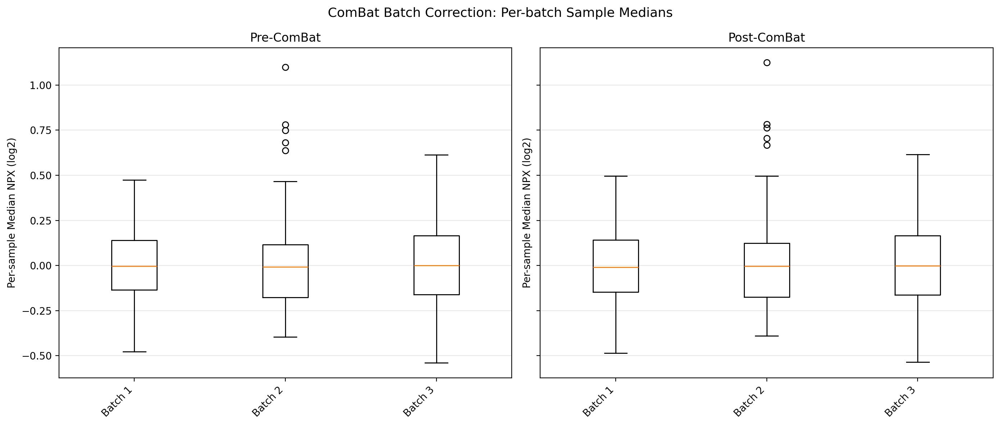 ComBat Batch Correction: Per-batch Sample Medians
Pre-ComBat
Per-sample Median NPX (log2)
1.00
0.75
0.50
0.25
0.00
−0.25
−0.50
Batch 1
Batch 2
Batch 3
Post-ComBat
Per-sample Median NPX (log2)
Batch 1
Batch 2
Batch 3